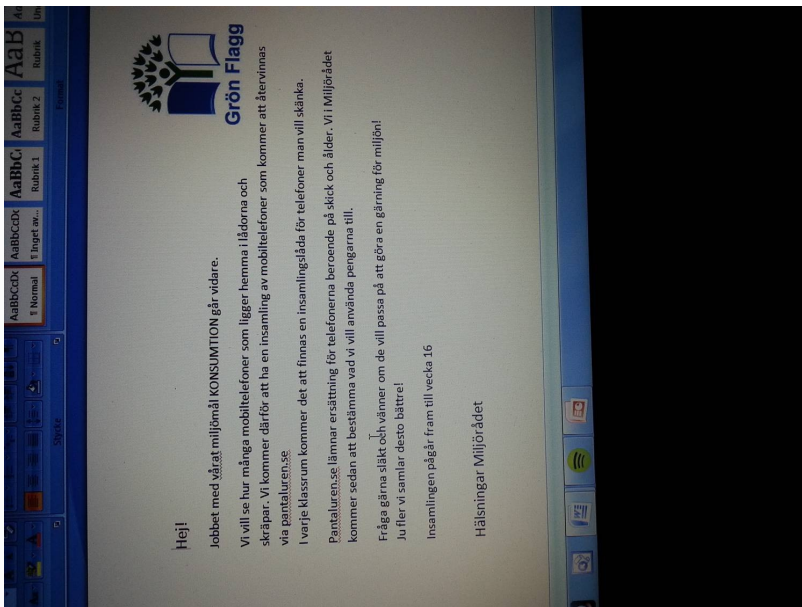 AaBbCcDc
¶ Normal
AaBbCcDc
¶ Inget av...
AaBbC
Rubrik 1
AaBbCc
Rubrik 2
AaB
Rubrik
Stycke
Format
Grön Flagg
Hej!
Jobbet med vårat miljömål KONSUMTION går vidare.
Vi vill se hur många mobiltelefoner som ligger hemma i lådorna och
skräpar. Vi kommer därför att ha en insamling av mobiltelefoner som kommer att återvinnas
via pantaluren.se
I varje klassrum kommer det att finnas en insamlingslåda för telefoner man vill skänka.
Pantaluren.se lämnar ersättning för telefonerna beroende på skick och ålder. Vi i Miljörådet
kommer sedan att bestämma vad vi vill använda pengarna till.
Fråga gärna släkt och vänner om de vill passa på att göra en gärning för miljön!
Ju fler vi samlar desto bättre!
Insamlingen pågår fram till vecka 16
Hälsningar Miljörådet